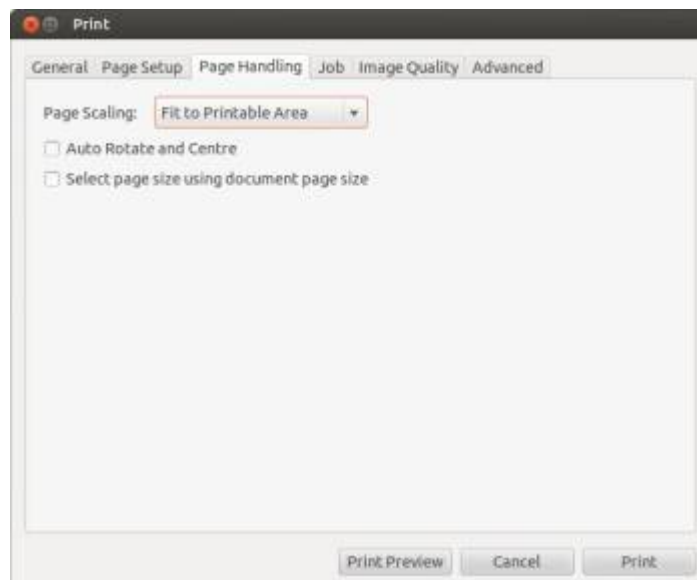 Print
General Page Setup Page Handling Job Image Quality Advanced
Page Scaling: Fit to Printable Area
Auto Rotate and Centre
Select page size using document page size
Print Preview Cancel Print